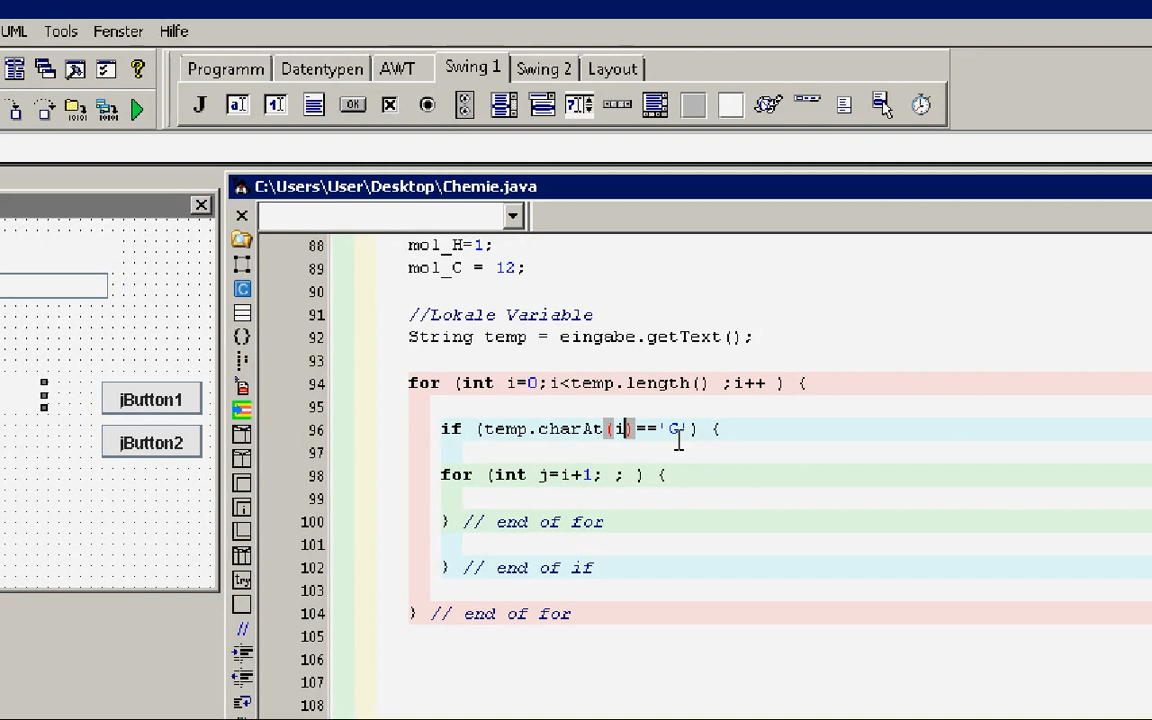 UML Tools Fenster Hilfe
Programm Datentypen AWT Swing 1 Swing 2 Layout
C:\Users\User\Desktop\Chemie.java
88 mol_H=1;
89 mol_C = 12;
90
91 //Lokale Variable
92 String temp = eingabe.getText();
93
94 for (int i=0;i<temp.length() ;i++ ) {
95
96 if (temp.charAt(i)=='G') {
97
98 for (int j=i+1; ; ) {
99
100 } // end of for
101
102 } // end of if
103
104 } // end of for
105
106
107
108
jButton1
jButton2